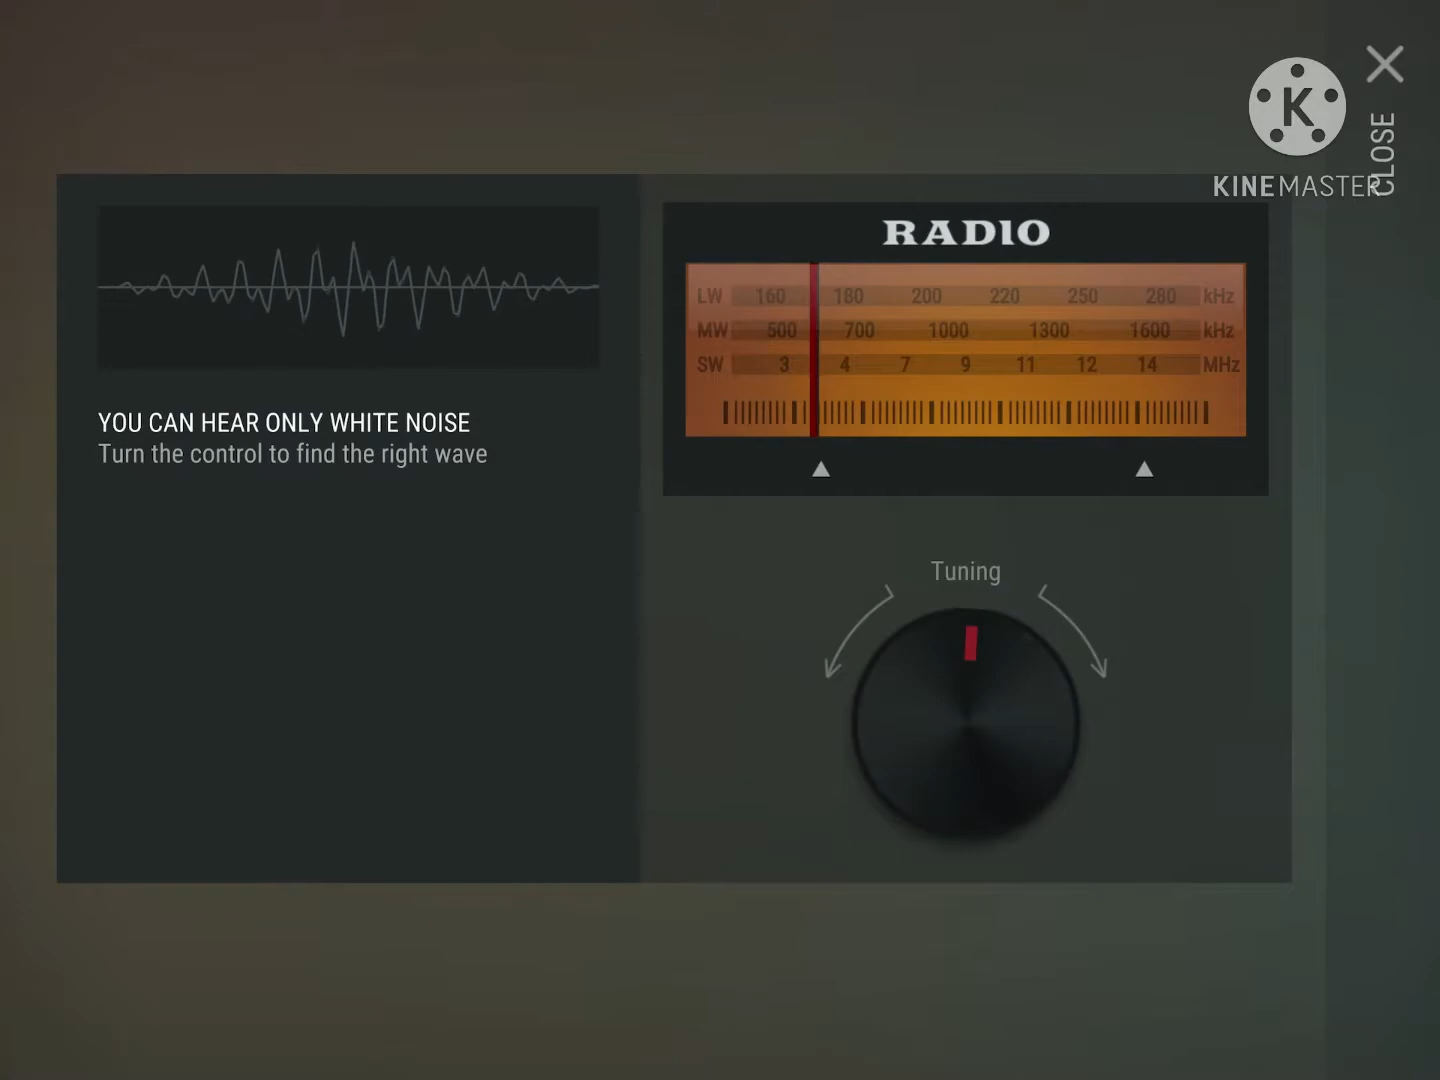 K
KINEMASTER
CLOSE
RADIO
LW 160 180 200 220 250 280 kHz
MW 500 700 1000 1300 1600 kHz
SW 3 4 7 9 11 12 14 MHz
YOU CAN HEAR ONLY WHITE NOISE
Turn the control to find the right wave
Tuning